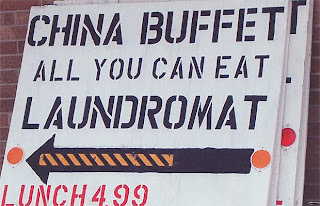 CHINA BUFFET
ALL YOU CAN EAT
LAUNDROMAT
LUNCH 4.99